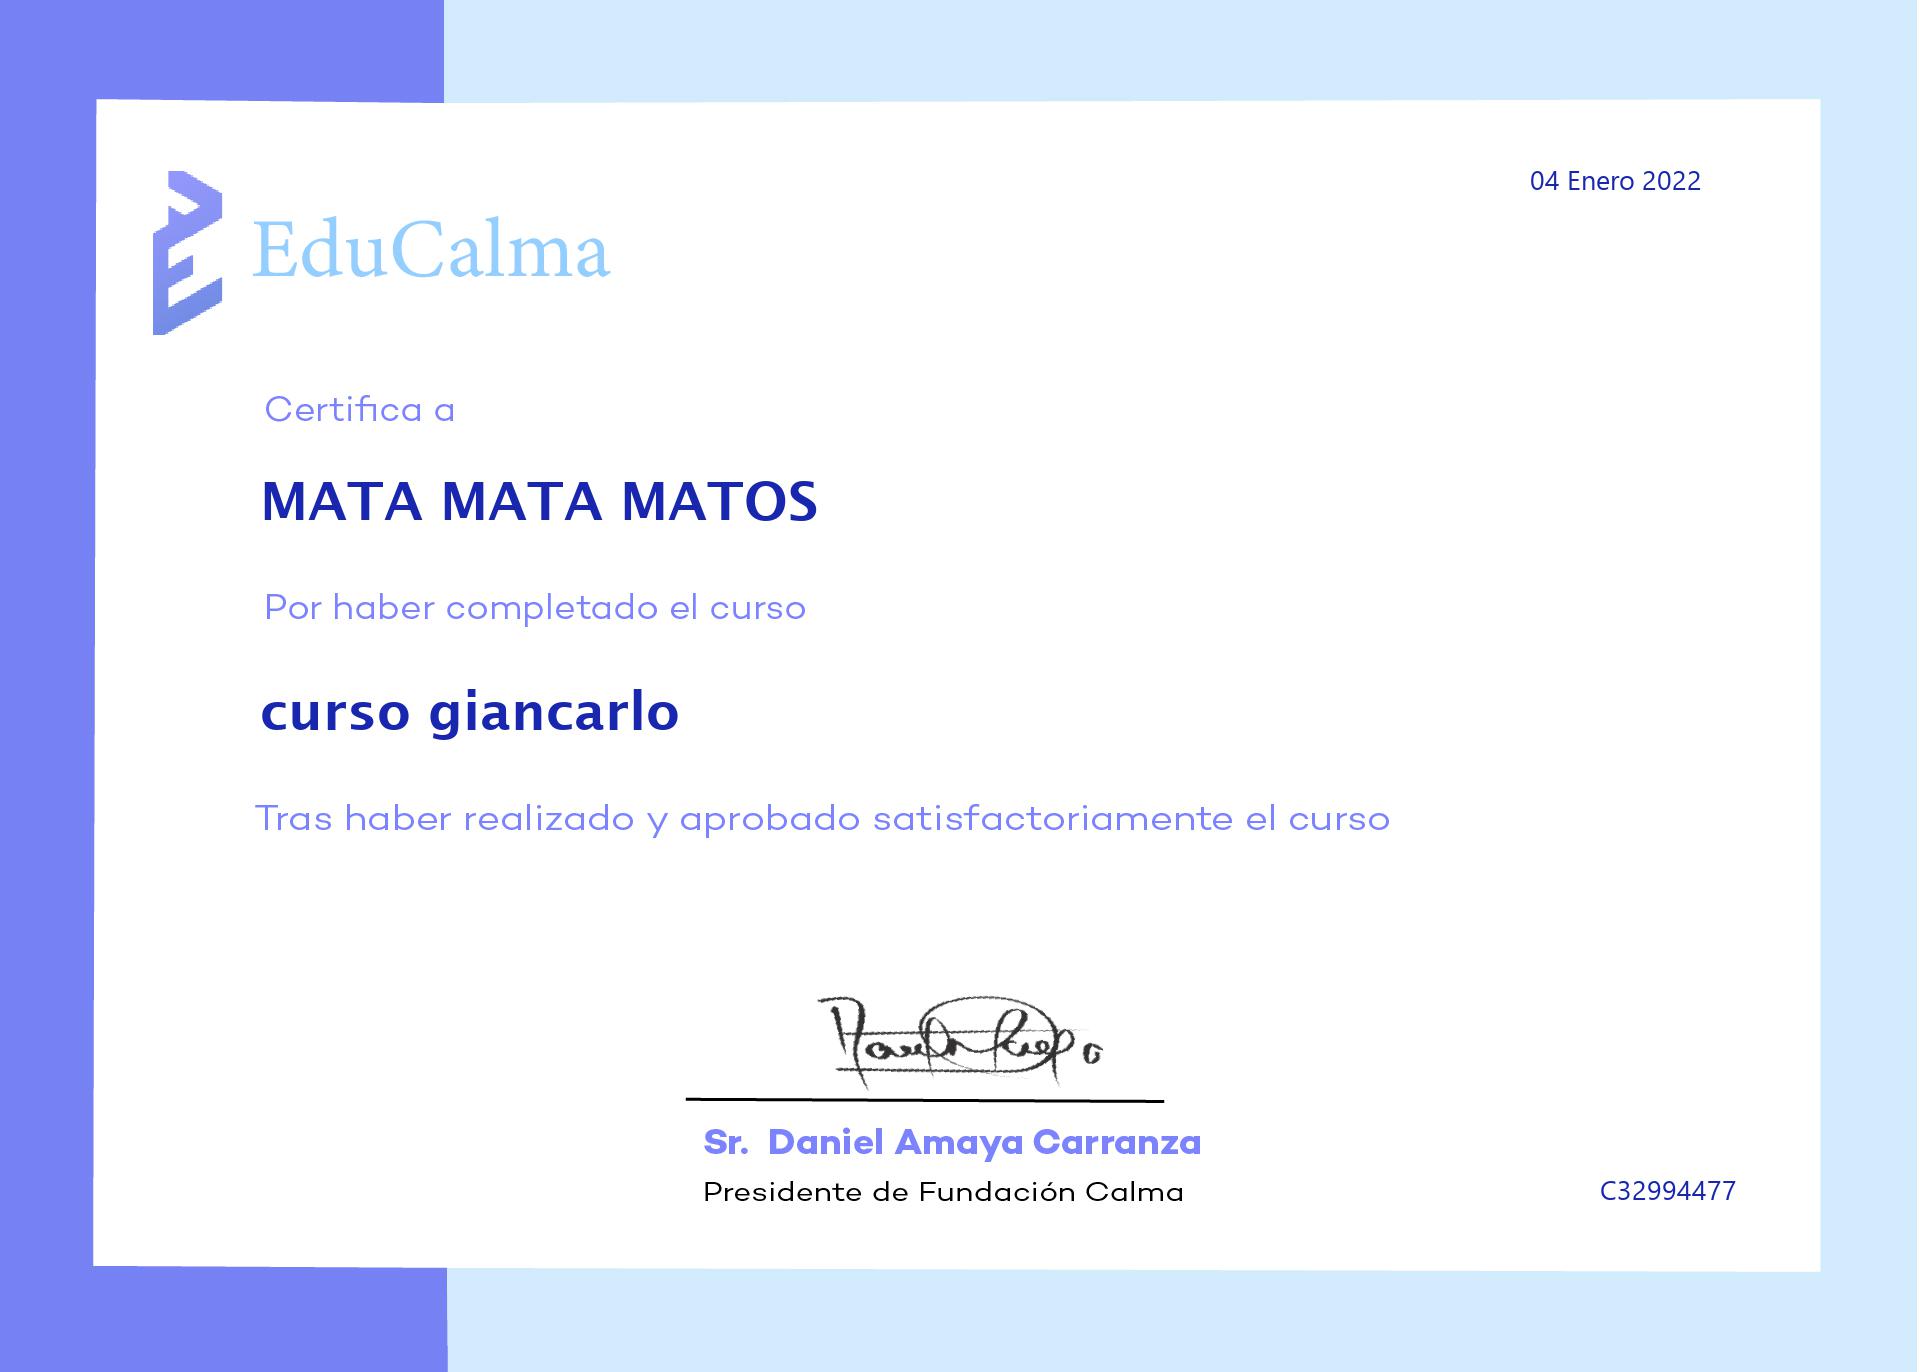 04 Enero 2022
EduCalma
Certifica a
MATA MATA MATOS
Por haber completado el curso
curso giancarlo
Tras haber realizado y aprobado satisfactoriamente el curso
Sr. Daniel Amaya Carranza
Presidente de Fundación Calma
C32994477